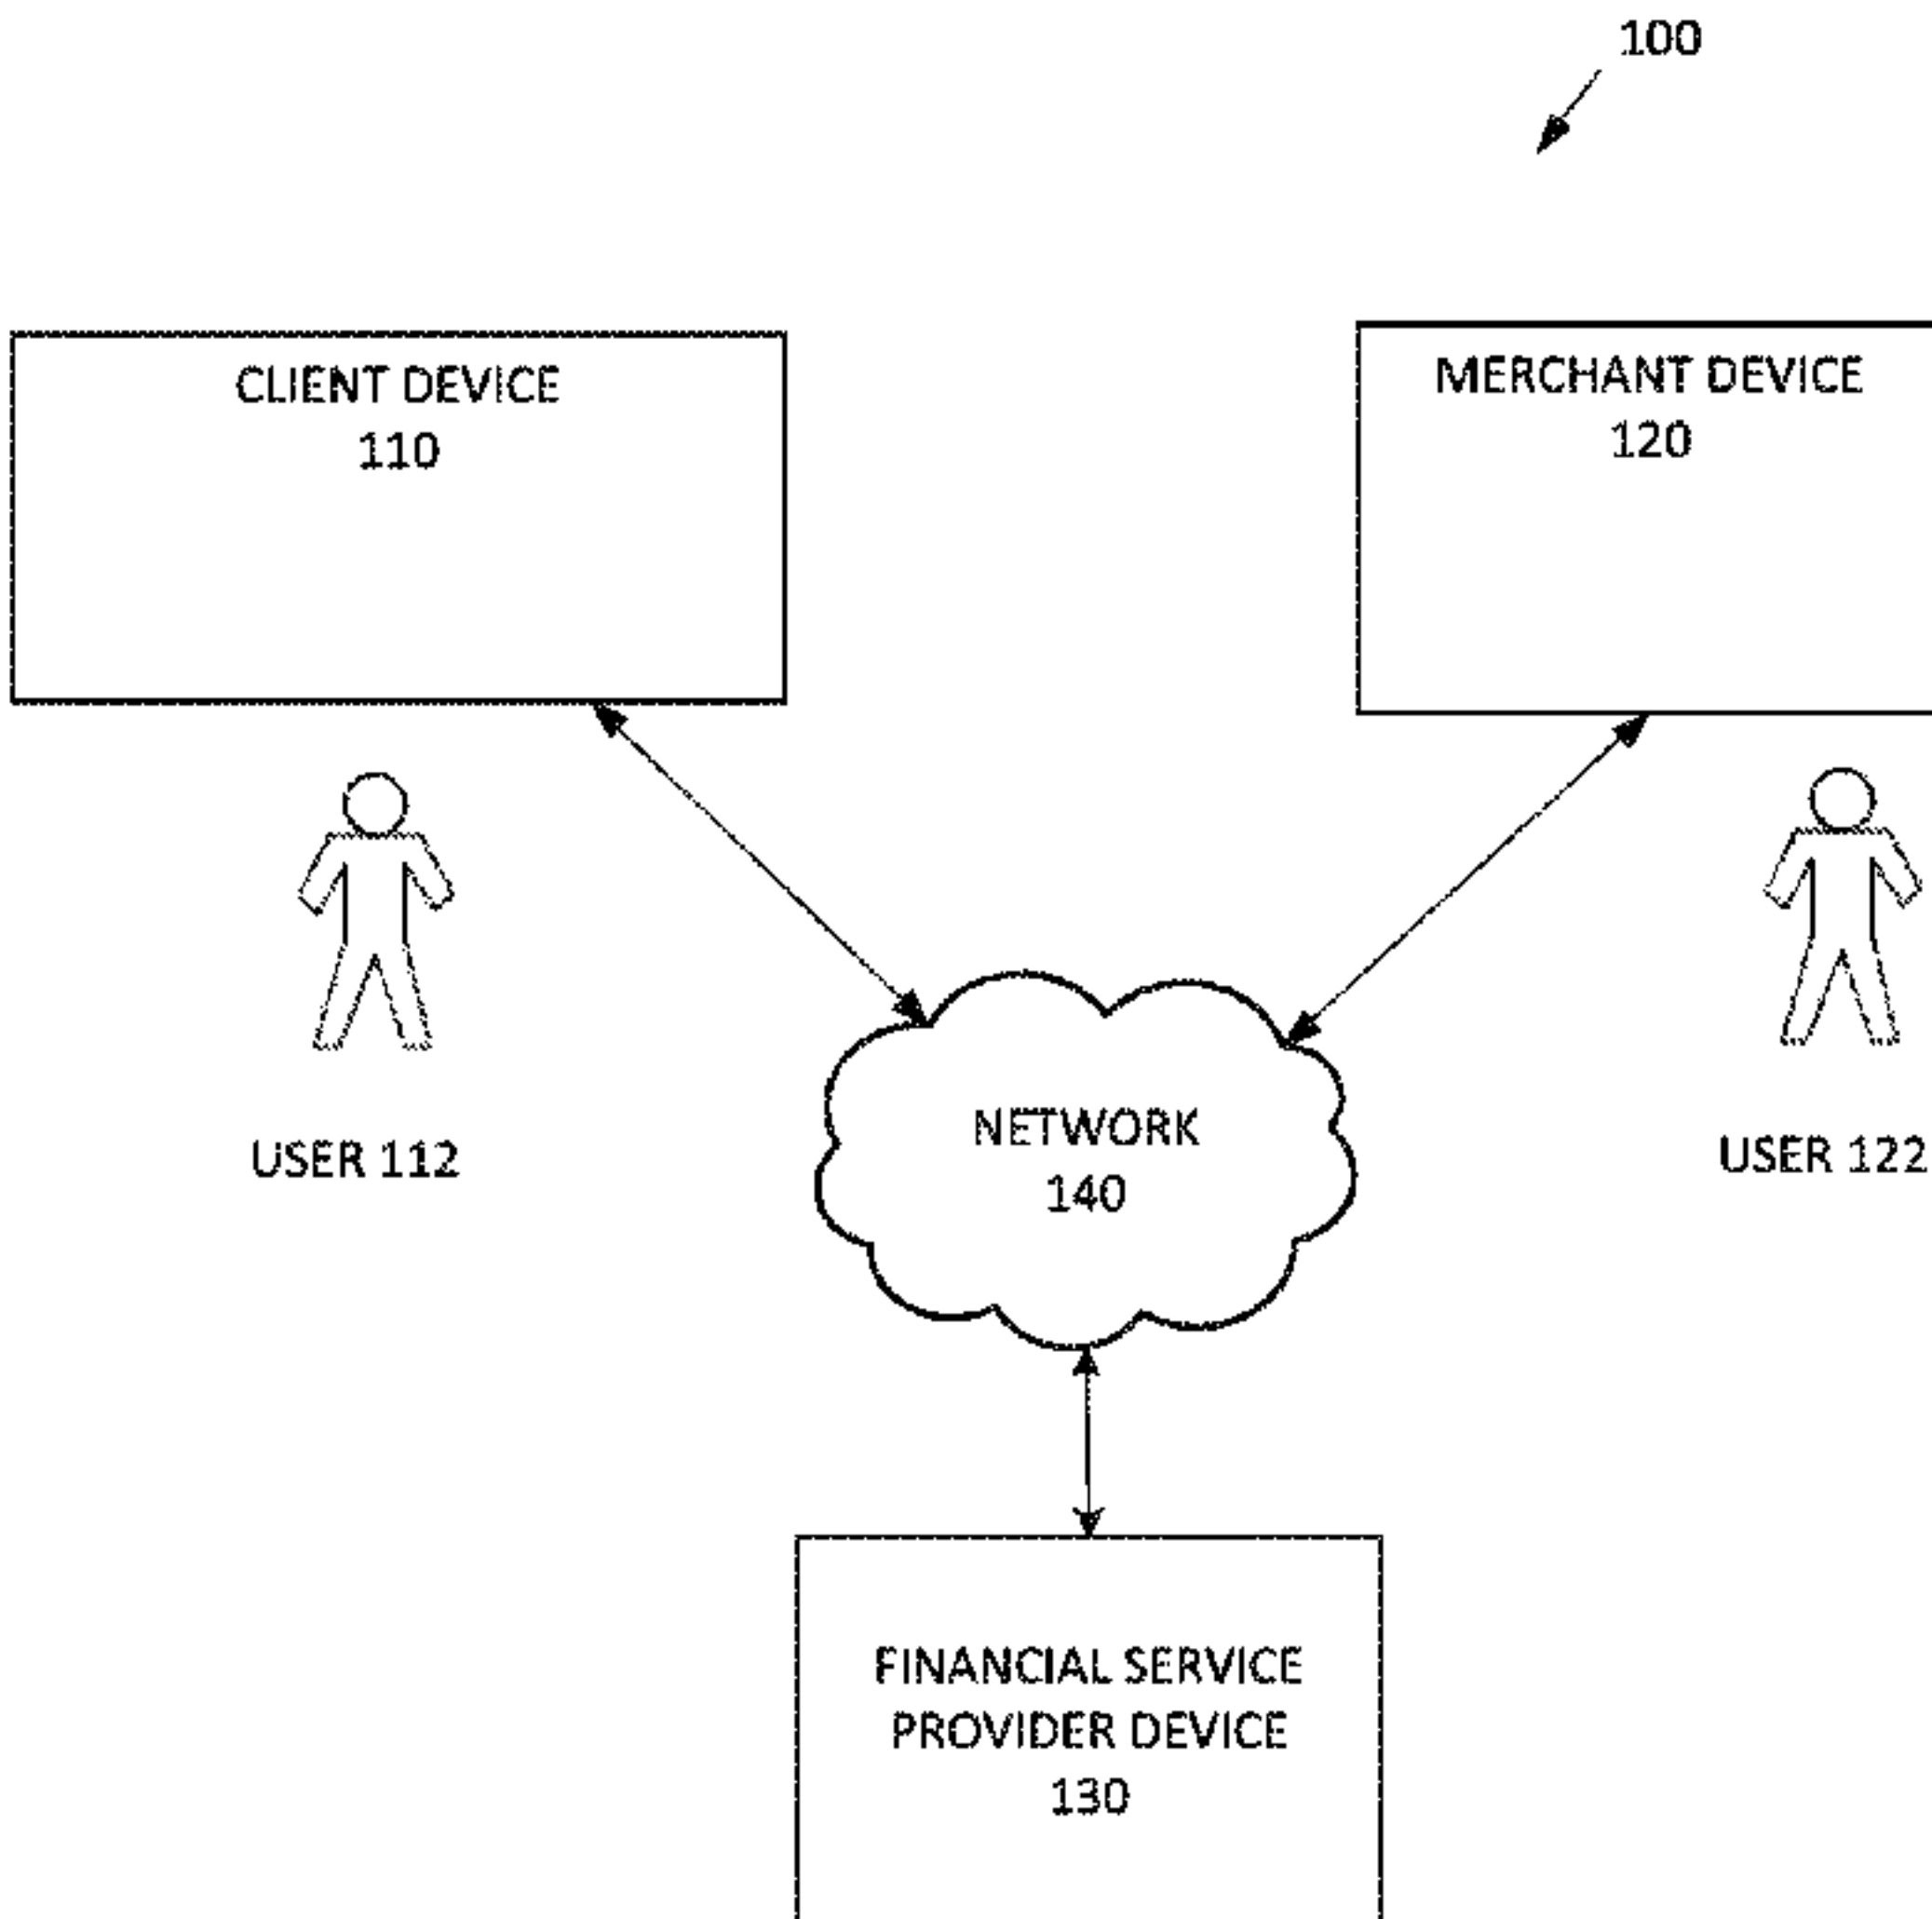 100
CLIENT DEVICE
110
MERCHANT DEVICE
120
USER 112
NETWORK
140
USER 122
FINANCIAL SERVICE
PROVIDER DEVICE
130